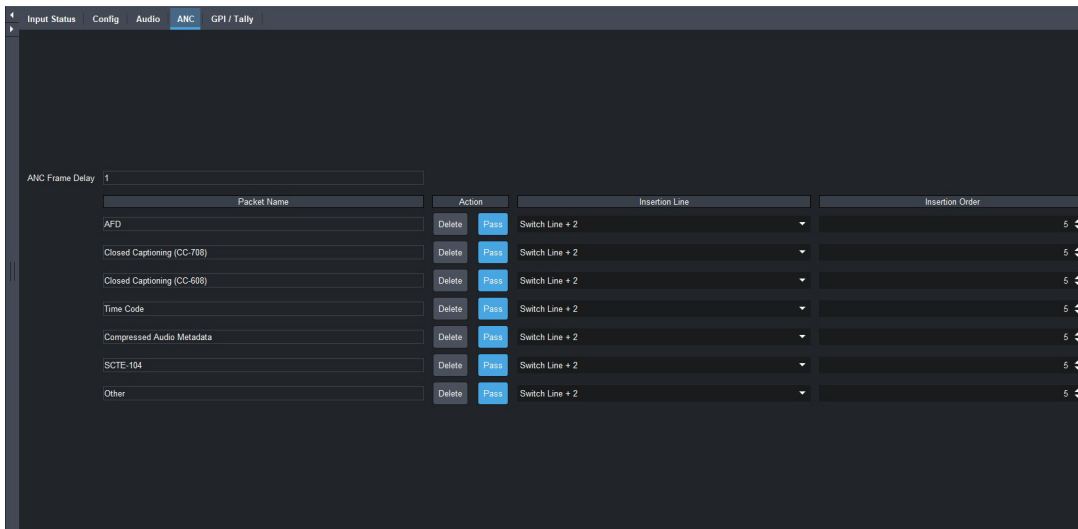 Input Status Config Audio ANC GPI / Tally
ANC Frame Delay 1
Packet Name Action Insertion Line Insertion Order
AFD Delete Pass Switch Line + 2 5
Closed Captioning (CC-708) Delete Pass Switch Line + 2 5
Closed Captioning (CC-608) Delete Pass Switch Line + 2 5
Time Code Delete Pass Switch Line + 2 5
Compressed Audio Metadata Delete Pass Switch Line + 2 5
SCTE-104 Delete Pass Switch Line + 2 5
Other Delete Pass Switch Line + 2 5